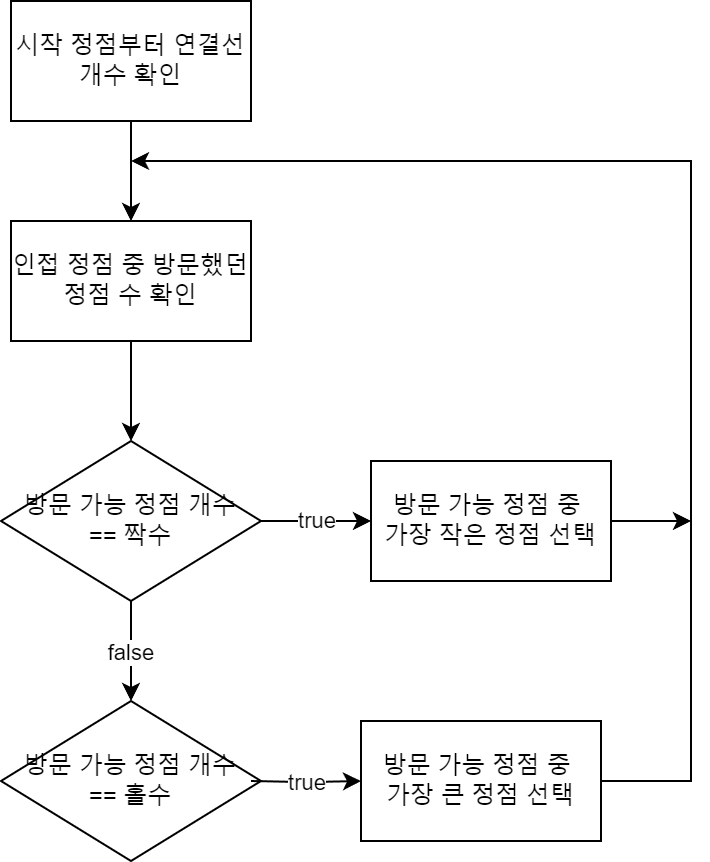 시작 정점부터 연결선
개수 확인
인접 정점 중 방문했던
정점 수 확인
방문 가능 정점 개수
== 짝수
true
방문 가능 정점 중
가장 작은 정점 선택
false
방문 가능 정점 개수
== 홀수
true
방문 가능 정점 중
가장 큰 정점 선택